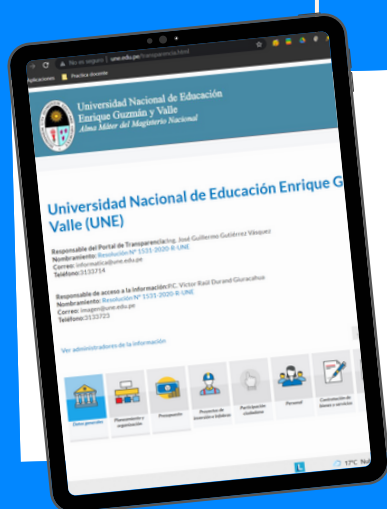 No es seguro | une.edu.pe/transparencia.html
Aplicaciones Practica docente
Universidad Nacional de Educación
Enrique Guzmán y Valle
Alma Máter del Magisterio Nacional
Universidad Nacional de Educación Enrique G
Valle (UNE)
Responsable del Portal de Transparencia:Ing. José Guillermo Gutiérrez Vásquez
Nombramiento: Resolución N° 1531-2020-R-UNE
Correo: informatica@une.edu.pe
Teléfono:3133714
Responsable de acceso a la información:P.C. Víctor Raúl Durand Giuracahua
Nombramiento: Resolución N° 1531-2020-R-UNE
Correo: imagen@une.edu.pe
Teléfono:3133723
Ver administradores de la información
Datos generales
Planeamiento y
organización
Presupuesto
Proyectos de
inversión e Infobras
Participación
ciudadana
Personal
Contratación de
bienes y servicios
L
17°C Nub